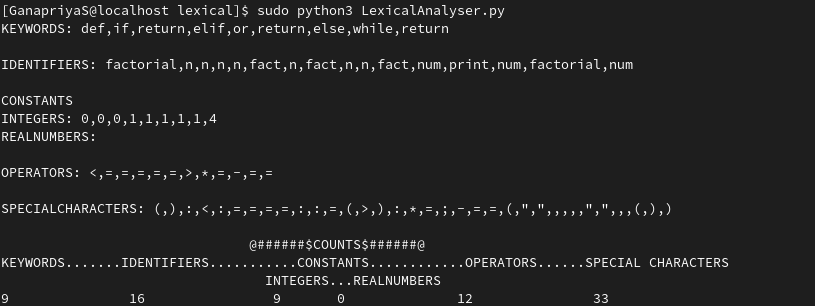 [GanapriyaS@localhost lexical]$ sudo python3 LexicalAnalyser.py
KEYWORDS: def,if,return,elif,or,return,else,while,return
IDENTIFIERS: factorial,n,n,n,n,fact,n,fact,n,n,fact,num,print,num,factorial,num
CONSTANTS
INTEGERS: 0,0,0,1,1,1,1,1,4
REALNUMBERS:
OPERATORS: <,=,=,=,=,=,>,*,=,-,=,=
SPECIALCHARACTERS: (,),:,<,:,=,=,=,=,:,:,=,(,>,),:,*,=,;,-,=,=,(,",",,,,,",",,,(,),)
@######$COUNTS$######@
KEYWORDS.......IDENTIFIERS...........CONSTANTS............OPERATORS......SPECIAL CHARACTERS
INTEGERS...REALNUMBERS
9 16 9 0 12 33